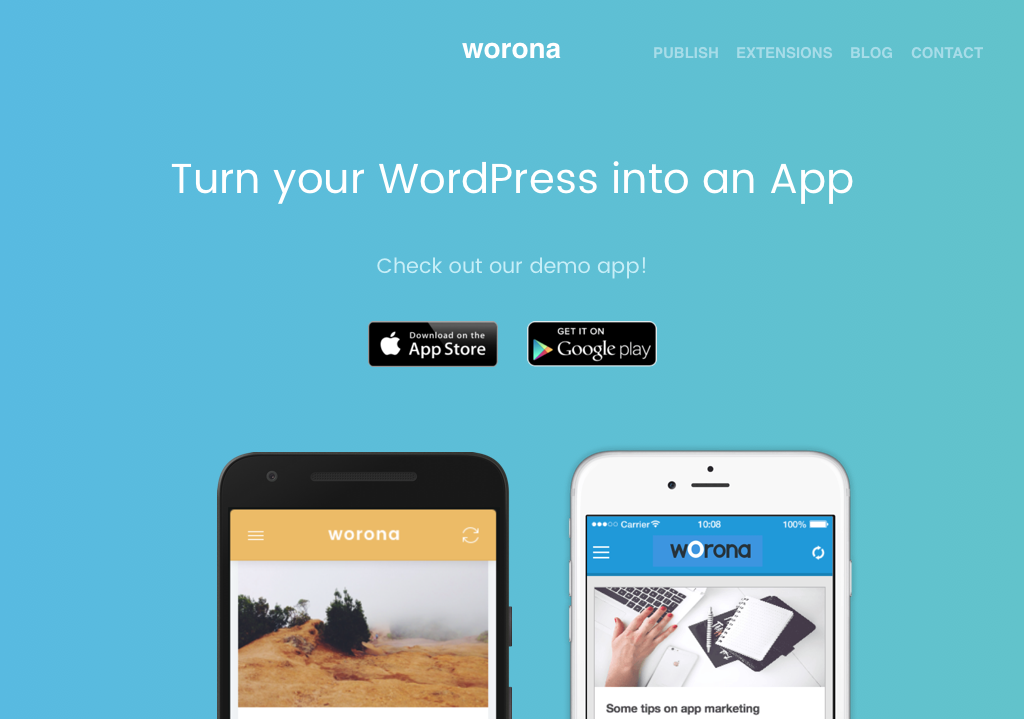 worona
PUBLISH EXTENSIONS BLOG CONTACT
Turn your WordPress into an App
Check out our demo app!
Download on the
App Store
GET IT ON
Google play
worona
Carrier 10:08 100%
wOrona
Some tips on app marketing